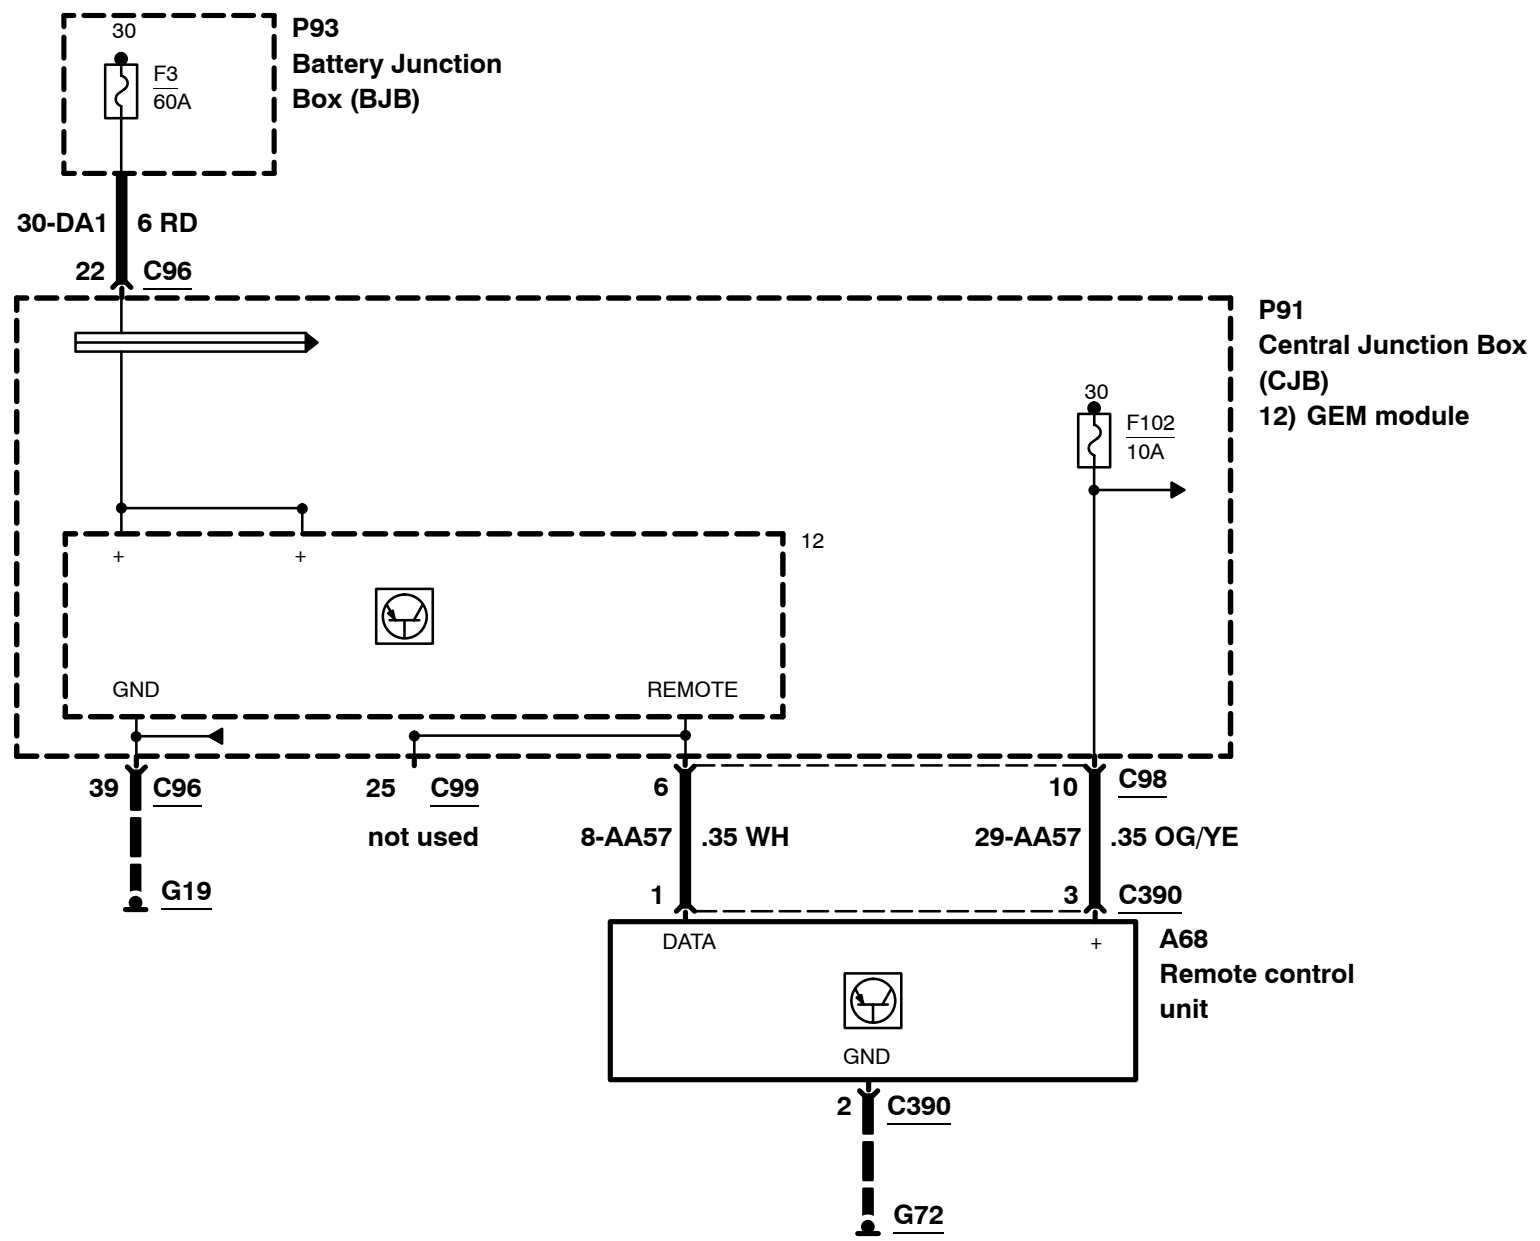 30
P93
Battery Junction
Box (BJB)
F3
60A
30-DA1 6 RD
22 C96
P91
Central Junction Box
(CJB)
12) GEM module
30
F102
10A
12
+ +
GND REMOTE
39 C96 25 C99 6 10 C98
not used 8-AA57 .35 WH 29-AA57 .35 OG/YE
G19 1 3 C390
DATA + A68
Remote control
unit
GND
2 C390
G72